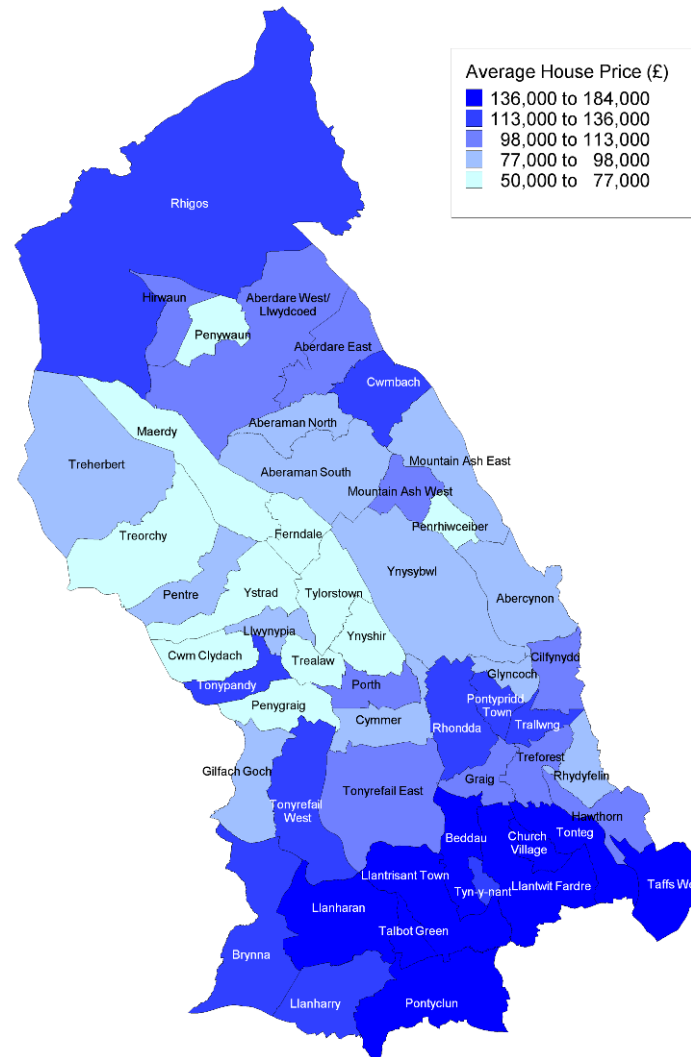 Average House Price (£)
136,000 to 184,000
113,000 to 136,000
98,000 to 113,000
77,000 to 98,000
50,000 to 77,000
Rhigos
Hirwaun
Aberdare West/
Llwydcoed
Penywaun
Aberdare East
Cwmbach
Maerdy
Aberaman North
Treherbert
Aberaman South
Mountain Ash East
Mountain Ash West
Treorchy
Ferndale
Penrhiwceiber
Ynysybwl
Pentre
Ystrad
Tylorstown
Abercynon
Llwynypia
Ynyshir
Cwm Clydach
Trealaw
Cilfynydd
Glyncoch
Tonypandy
Porth
Pontypridd
Town
Penygraig
Cymmer
Rhondda
Trallwng
Treforest
Gilfach Goch
Graig
Rhydyfelin
Tonyrefail
West
Tonyrefail East
Hawthorn
Beddau
Church
Village
Tonteg
Llantrisant Town
Tyn-y-nant
Llantwit Fardre
Taffs We
Llanharan
Talbot Green
Brynna
Llanharry
Pontyclun